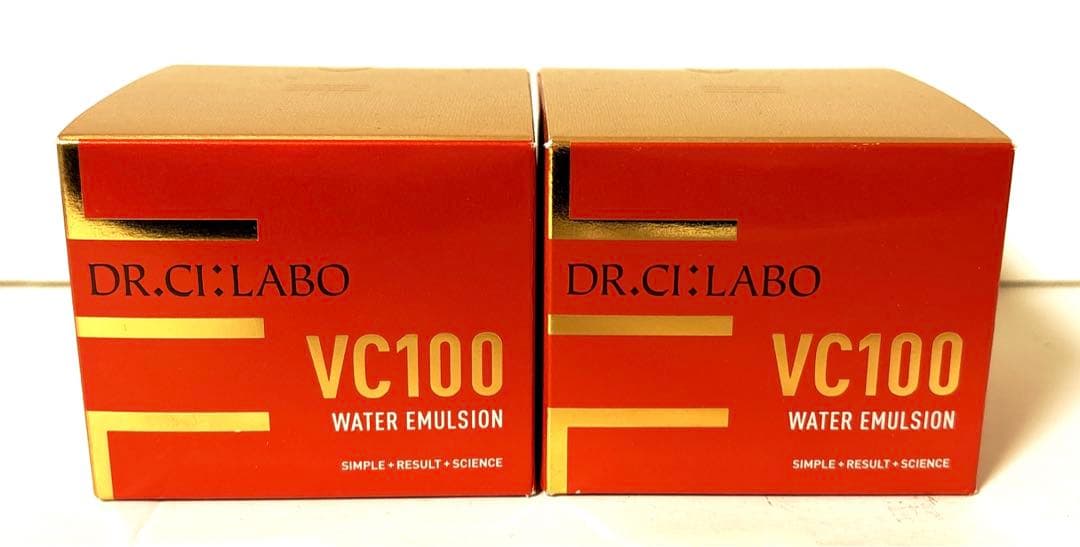 DR.CI:LABO
VC100
WATER EMULSION
SIMPLE+RESULT+SCIENCE
DR.CI:LABO
VC100
WATER EMULSION
SIMPLE+RESULT+SCIENCE